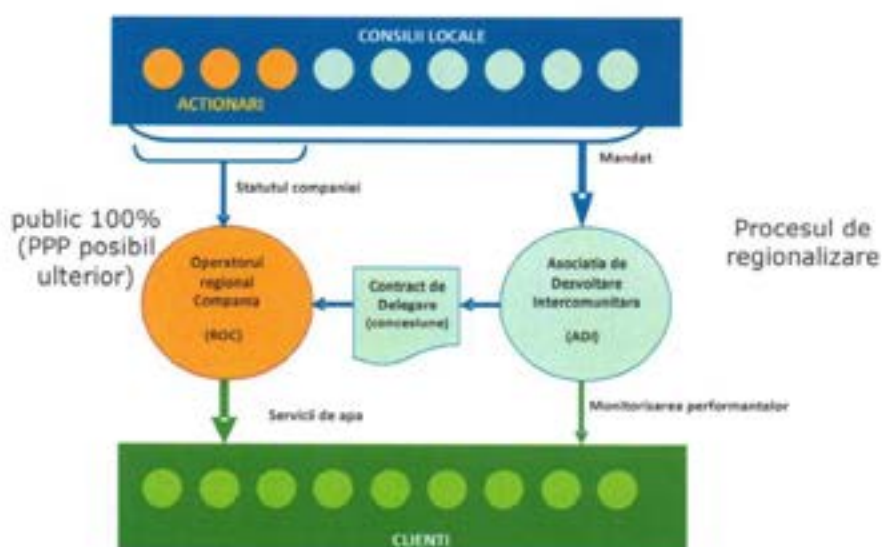 CONSILII LOCALE
ACTIONARI
Mandat
Statutul companiei
public 100%
(PPP posibil
ulterior)
Procesul de
regionalizare
Operatorul
regional
Compania
(ROC)
Contract de
Delegare
(concesiune)
Asociatia de
Dezvoltare
Intercomunitara
(ADI)
Servicii de apa
Monitorizarea performantelor
CLIENTI